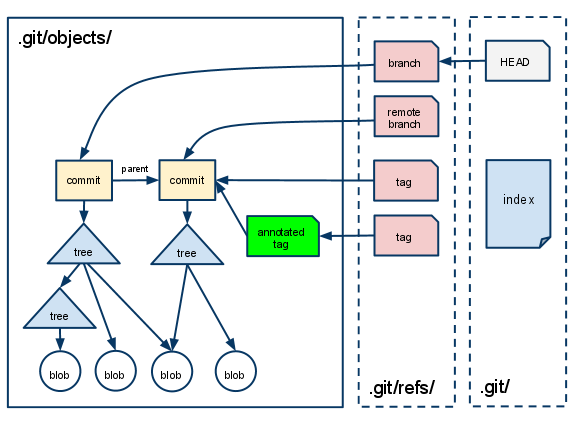 .git/objects/
branch
HEAD
remote
branch
parent
commit
commit
tag
index
annotated
tag
tag
tree
tree
tree
blob
blob
blob
blob
.git/refs/
.git/